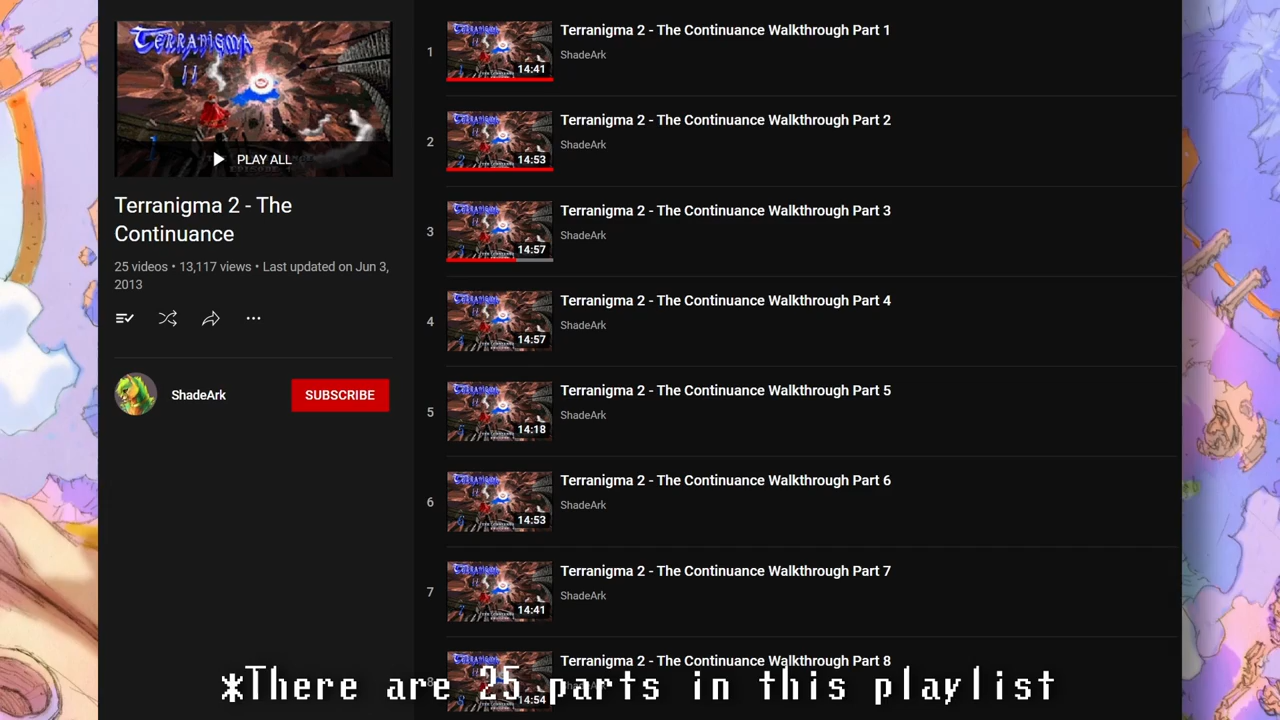 TERRANIGMA
II
PLAY ALL
Terranigma 2 - The
Continuance
25 videos • 13,117 views • Last updated on Jun 3,
2013
ShadeArk
SUBSCRIBE
1
14:41
Terranigma 2 - The Continuance Walkthrough Part 1
ShadeArk
2
14:53
Terranigma 2 - The Continuance Walkthrough Part 2
ShadeArk
3
14:57
Terranigma 2 - The Continuance Walkthrough Part 3
ShadeArk
4
14:57
Terranigma 2 - The Continuance Walkthrough Part 4
ShadeArk
5
14:18
Terranigma 2 - The Continuance Walkthrough Part 5
ShadeArk
6
14:53
Terranigma 2 - The Continuance Walkthrough Part 6
ShadeArk
7
14:41
Terranigma 2 - The Continuance Walkthrough Part 7
ShadeArk
8
14:54
Terranigma 2 - The Continuance Walkthrough Part 8
*There are 25 parts in this playlist